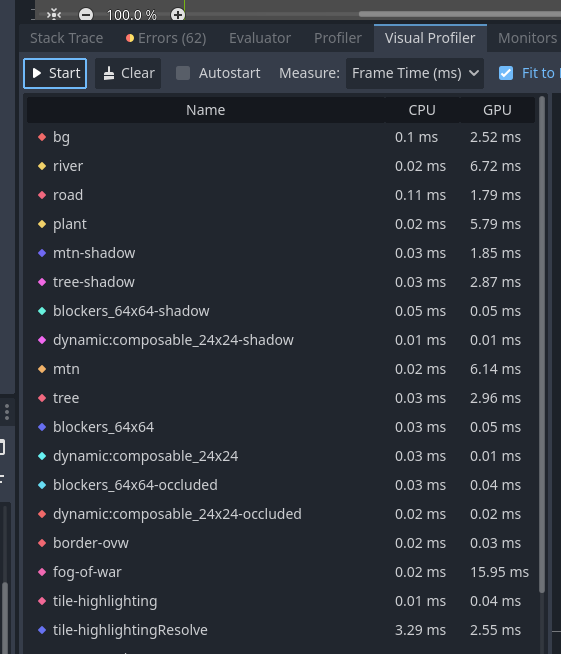 100.0 %
Stack Trace Errors (62) Evaluator Profiler Visual Profiler Monitors
Start Clear Autostart Measure: Frame Time (ms) Fit to
Name CPU GPU
bg 0.1 ms 2.52 ms
river 0.02 ms 6.72 ms
road 0.11 ms 1.79 ms
plant 0.02 ms 5.79 ms
mtn-shadow 0.03 ms 1.85 ms
tree-shadow 0.03 ms 2.87 ms
blockers_64x64-shadow 0.05 ms 0.05 ms
dynamic:composable_24x24-shadow 0.01 ms 0.01 ms
mtn 0.02 ms 6.14 ms
tree 0.03 ms 2.96 ms
blockers_64x64 0.03 ms 0.05 ms
dynamic:composable_24x24 0.03 ms 0.01 ms
blockers_64x64-occluded 0.03 ms 0.04 ms
dynamic:composable_24x24-occluded 0.02 ms 0.02 ms
border-ovw 0.02 ms 0.03 ms
fog-of-war 0.02 ms 15.95 ms
tile-highlighting 0.01 ms 0.04 ms
tile-highlightingResolve 3.29 ms 2.55 ms